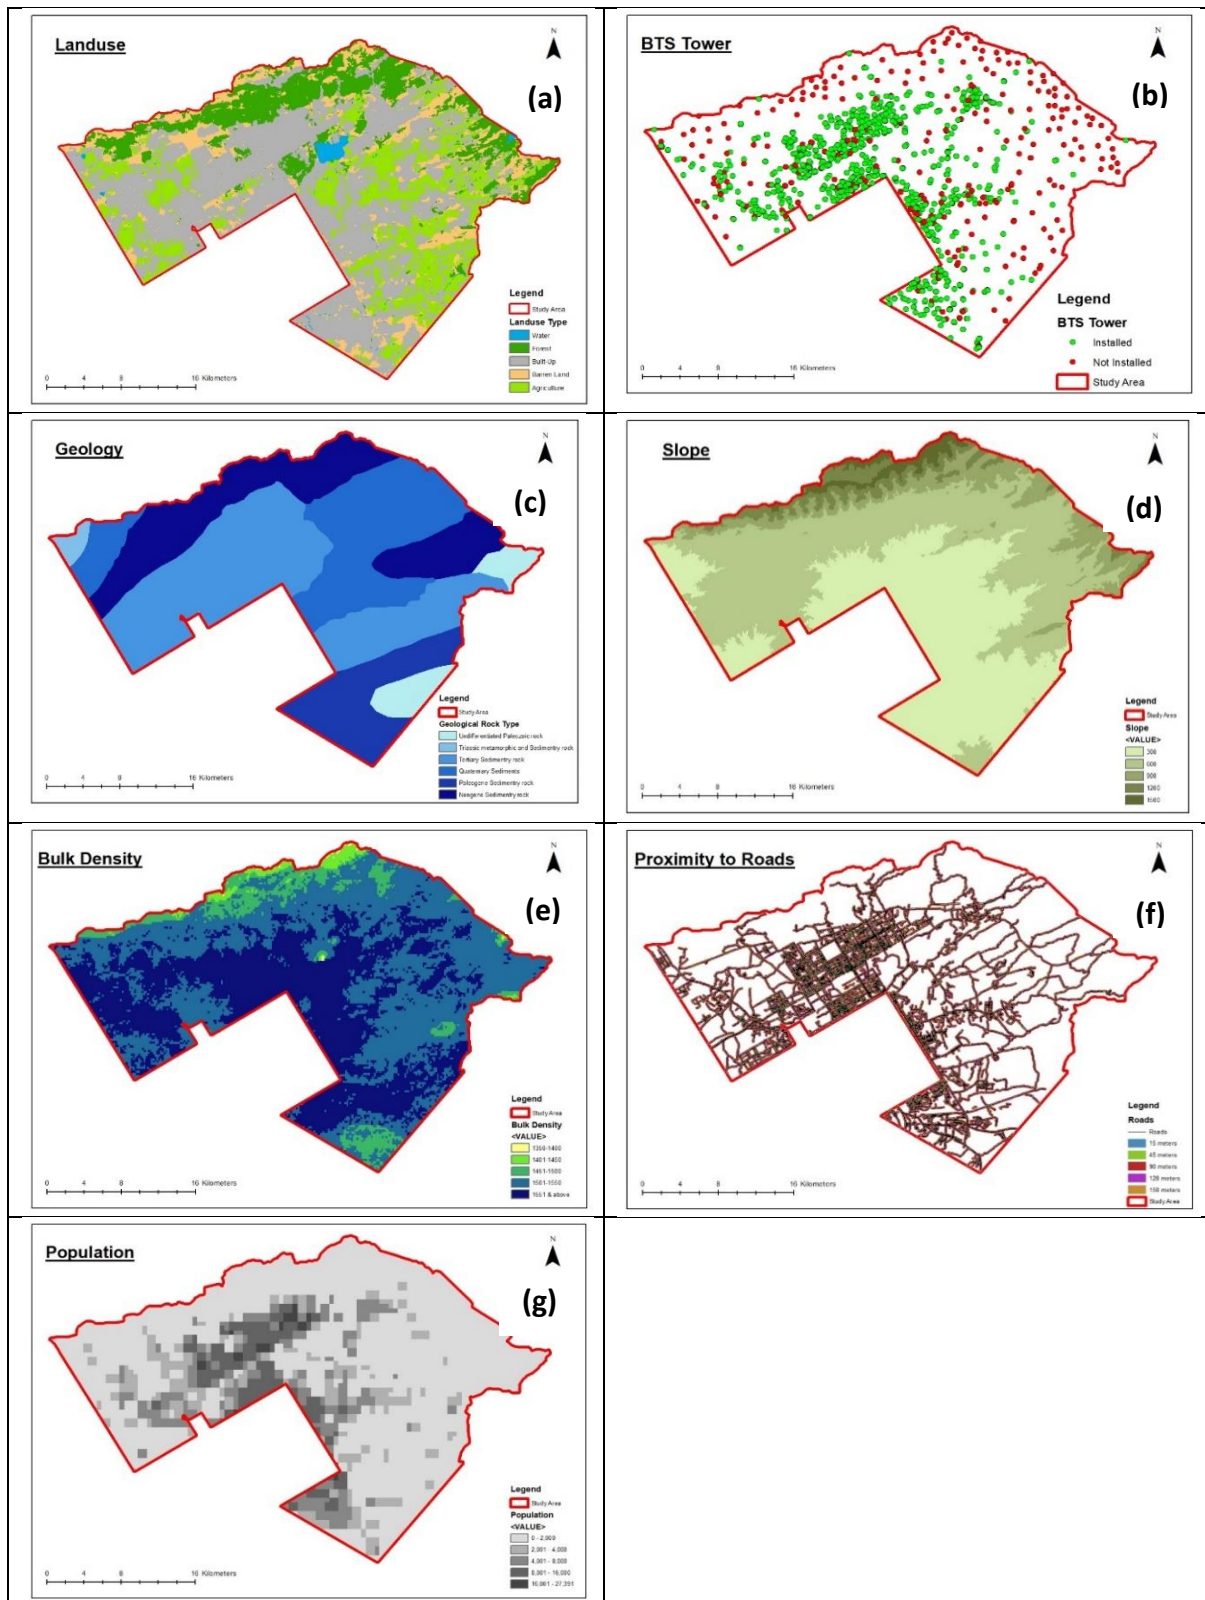 Landuse
N
(a)
Legend
Study Area
Landuse Type
Water
Forest
Built-Up
Barren Land
Agriculture
0 4 8 16 Kilometers
BTS Tower
N
(b)
Legend
BTS Tower
Installed
Not Installed
Study Area
0 4 8 16 Kilometers
Geology
N
(c)
Legend
Study Area
Geological Rock Type
Undifferentiated Paleozoic rock
Triassic metamorphic and Sedimentry rock
Tertiary Sedimentry rock
Quaternary Sediments
Paleogene Sedimentry rock
Neogene Sedimentry rock
0 4 8 16 Kilometers
Slope
N
(d)
Legend
Study Area
Slope
<VALUE>
300
600
900
1200
1500
0 4 8 16 Kilometers
Bulk Density
N
(e)
Legend
Study Area
Bulk Density
<VALUE>
1401-1450
1551 & above
0 4 8 16 Kilometers
Proximity to Roads
N
(f)
Legend
Roads
Roads
15 meters
45 meters
90 meters
120 meters
150 meters
Study Area
0 4 8 16 Kilometers
Population
N
(g)
Legend
Study Area
Population
<VALUE>
0 - 2,000
2,001 - 4,000
4,001 - 8,000
8,001 - 16,000
16,001 - 27,391
0 4 8 16 Kilometers